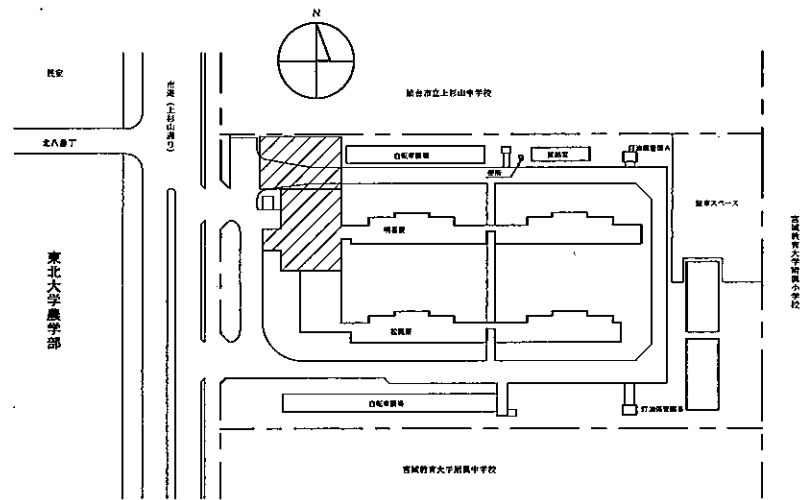 N
民家
市道（上杉山通り）
仙台市立上杉山中学校
北八番丁
自転車置場
灯油保管庫A
便所
駐車スペース
明善寮
宮城教育大学附属小学校
東北大学農学部
松風寮
自転車置場
灯油保管庫B
宮城教育大学附属中学校